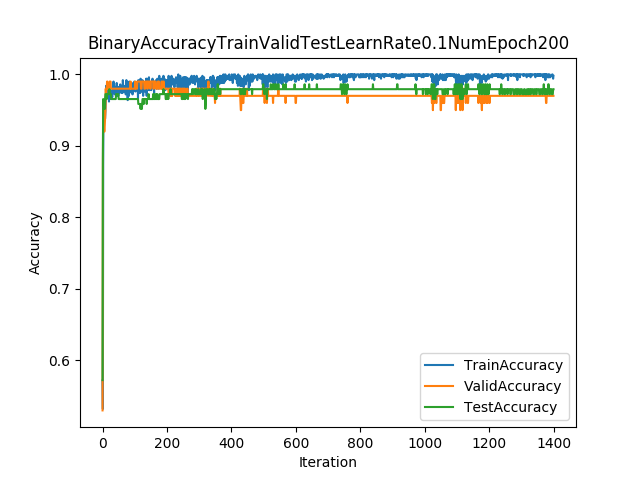 BinaryAccuracyTrainValidTestLearnRate0.1NumEpoch200
1.0
0.9
0.8
0.7
0.6
Accuracy
0 200 400 600 800 1000 1200 1400
Iteration
TrainAccuracy
ValidAccuracy
TestAccuracy